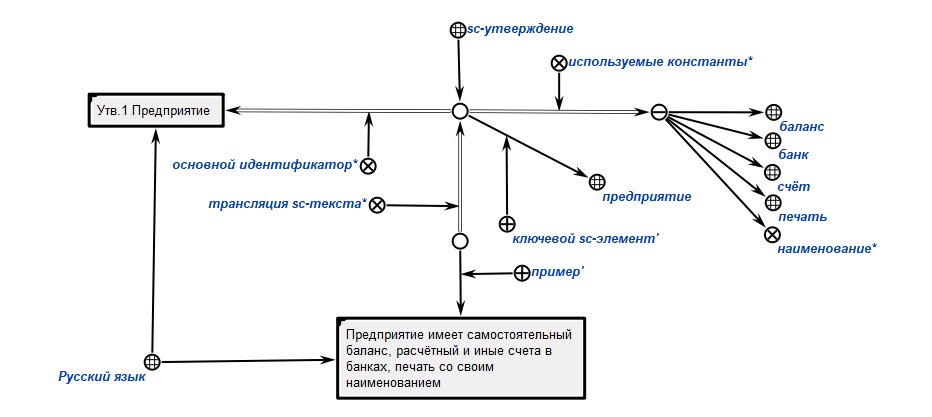 sc-утверждение
используемые константы*
Утв.1 Предприятие
баланс
банк
основной идентификатор*
счёт
предприятие
трансляция sc-текста*
печать
ключевой sc-элемент'
наименование*
пример'
Предприятие имеет самостоятельный
баланс, расчётный и иные счета в
банках, печать со своим
наименованием
Русский язык